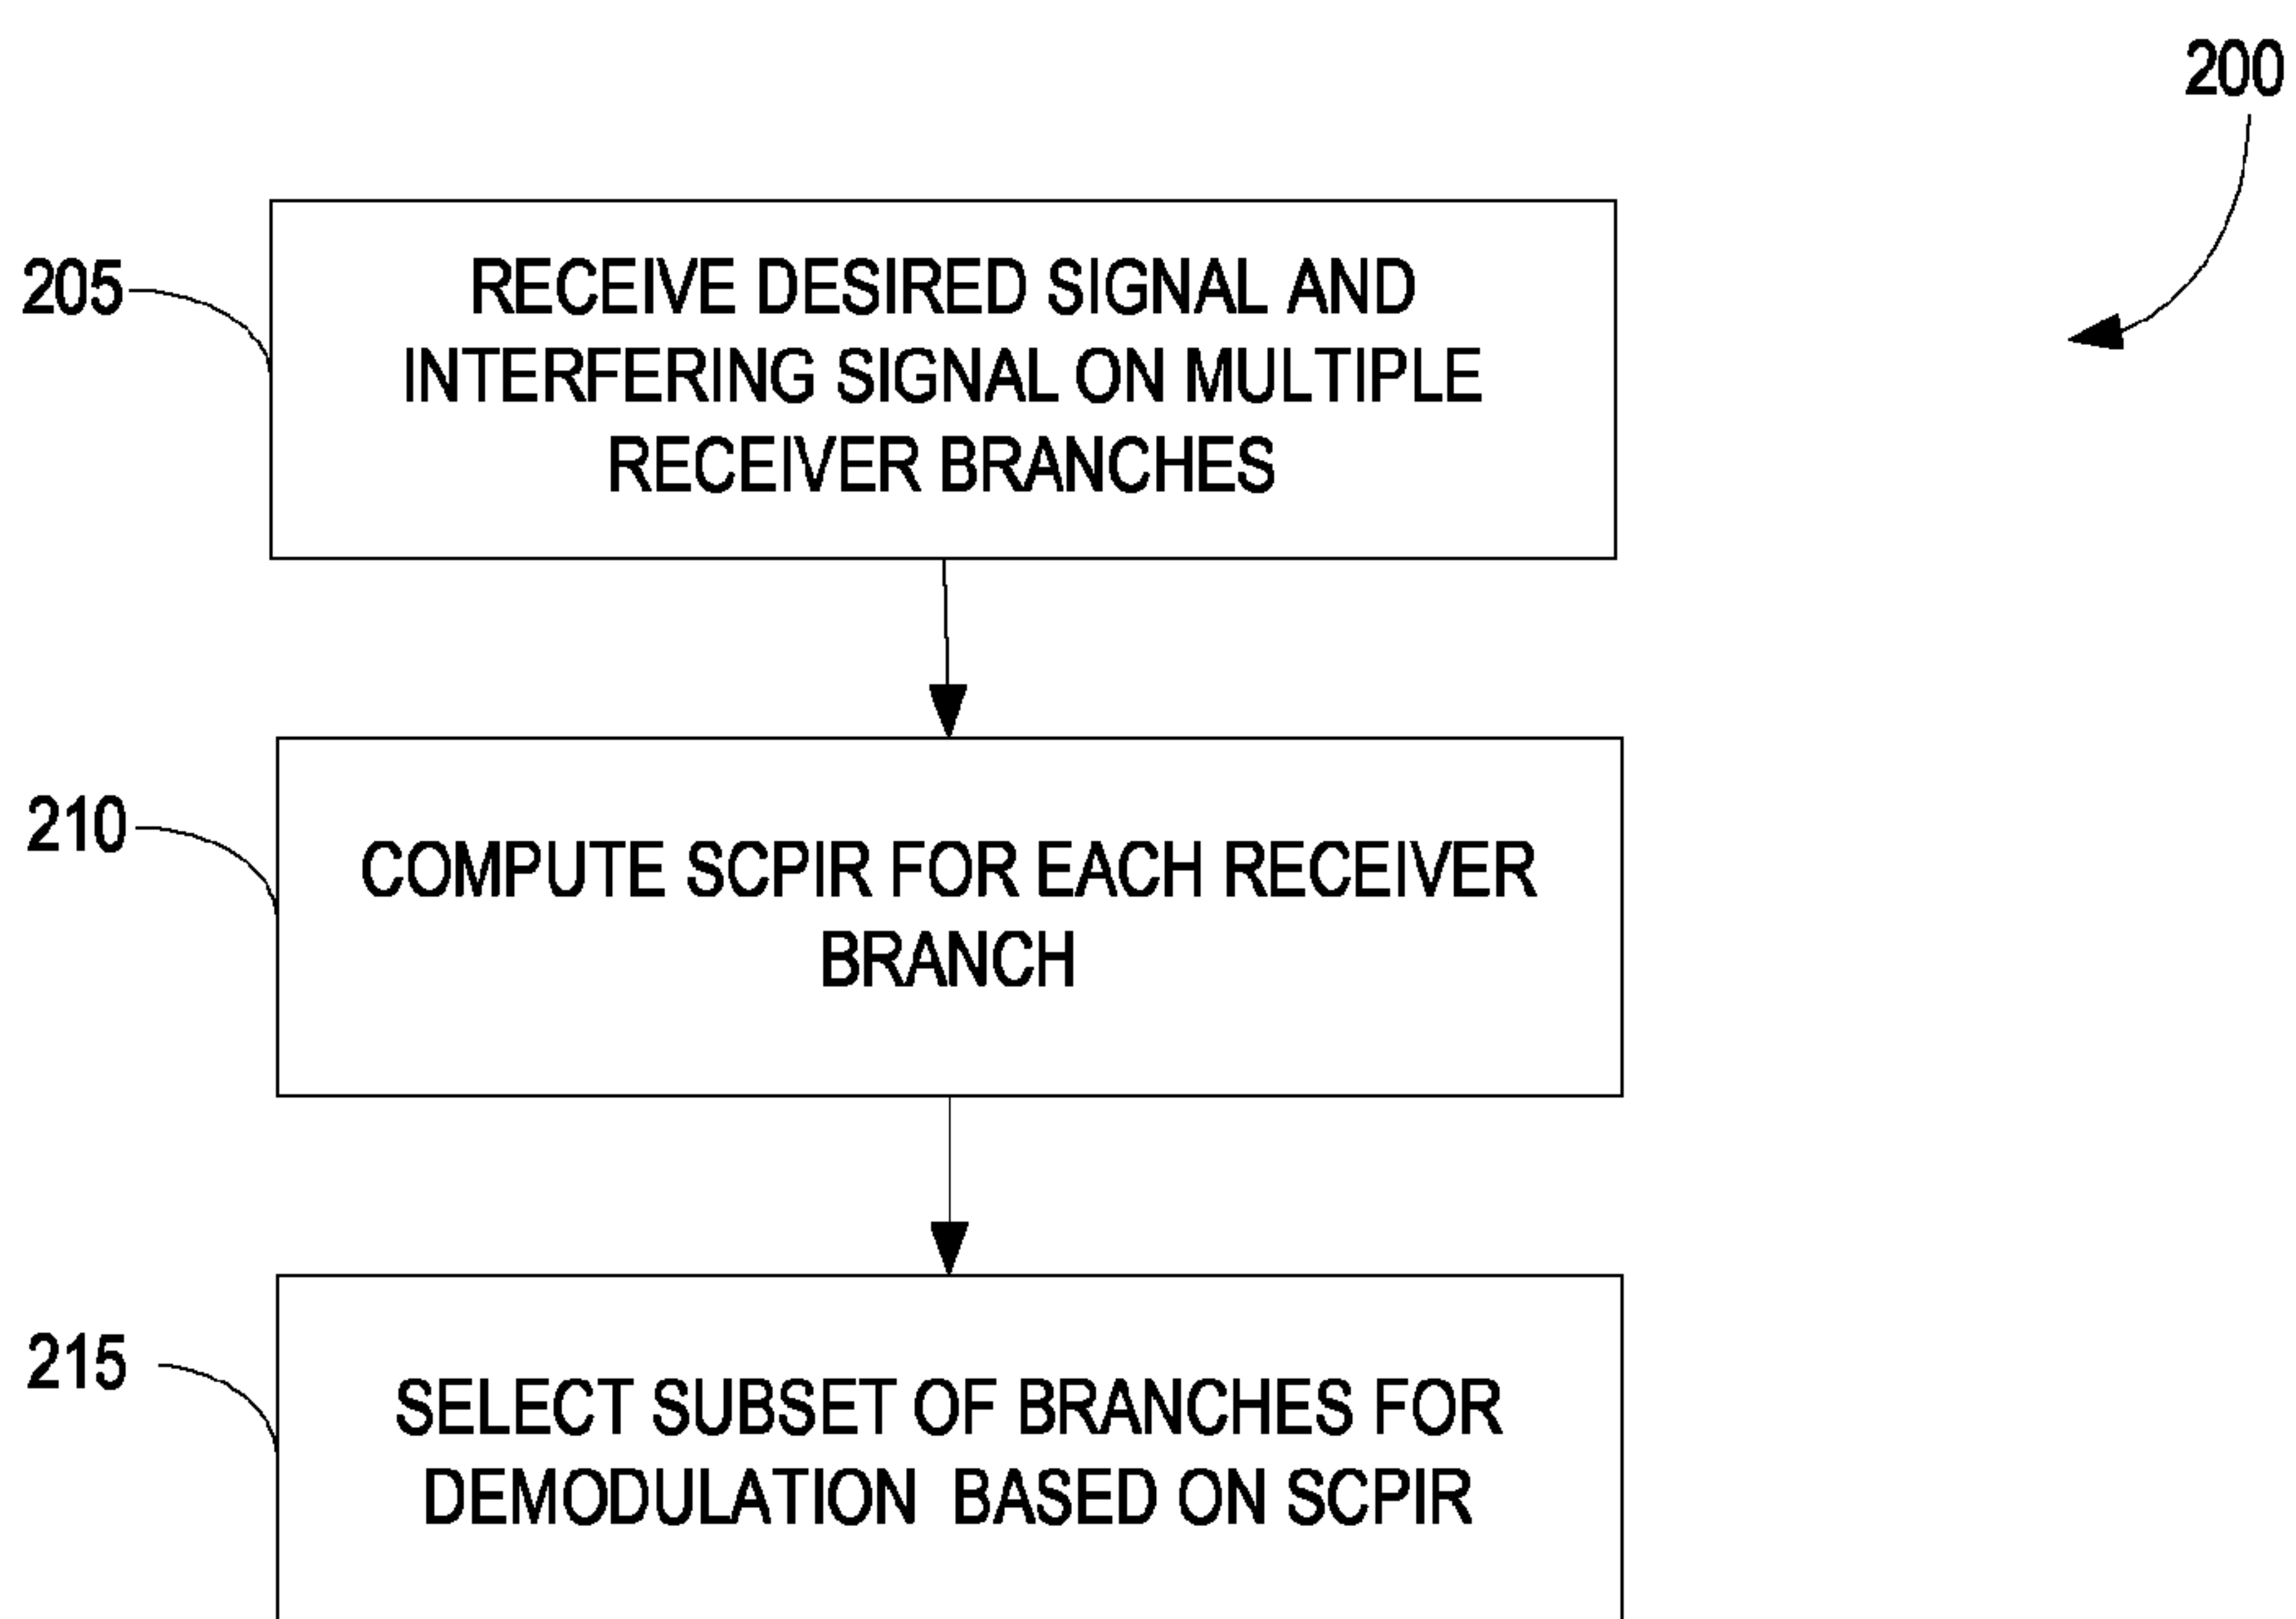 200
205
RECEIVE DESIRED SIGNAL AND
INTERFERING SIGNAL ON MULTIPLE
RECEIVER BRANCHES
210
COMPUTE SCPIR FOR EACH RECEIVER
BRANCH
215
SELECT SUBSET OF BRANCHES FOR
DEMODULATION BASED ON SCPIR